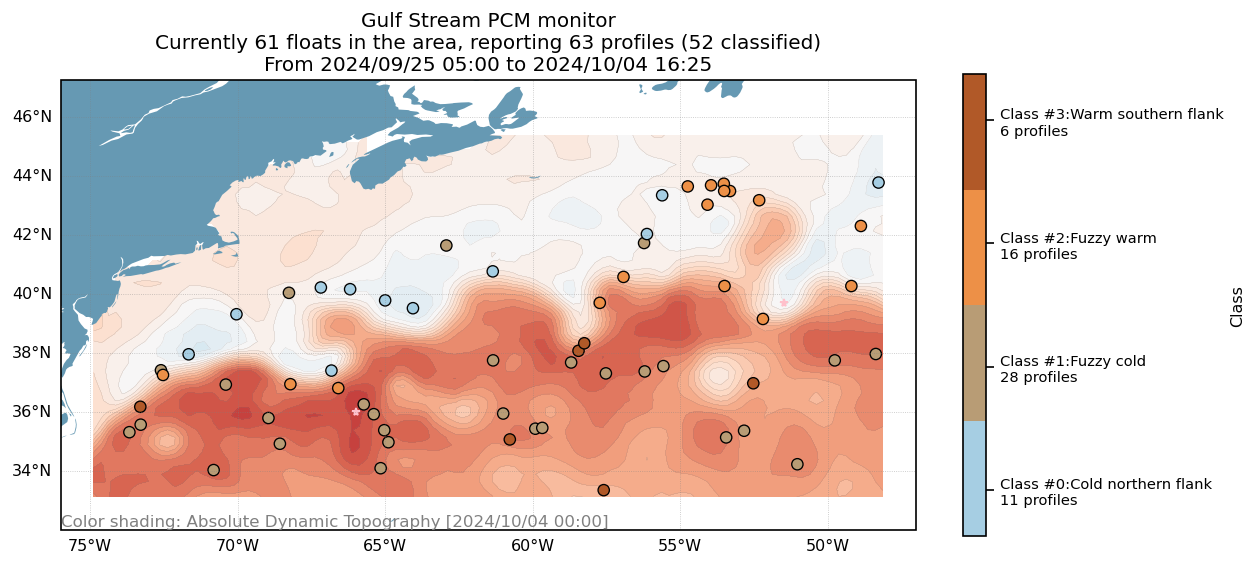 Gulf Stream PCM monitor
Currently 61 floats in the area, reporting 63 profiles (52 classified)
From 2024/09/25 05:00 to 2024/10/04 16:25
46°N
44°N
42°N
40°N
38°N
36°N
34°N
Color shading: Absolute Dynamic Topography [2024/10/04 00:00]
75°W
70°W
65°W
60°W
55°W
50°W
Class #3:Warm southern flank
6 profiles
Class #2:Fuzzy warm
16 profiles
Class #1:Fuzzy cold
28 profiles
Class #0:Cold northern flank
11 profiles
Class